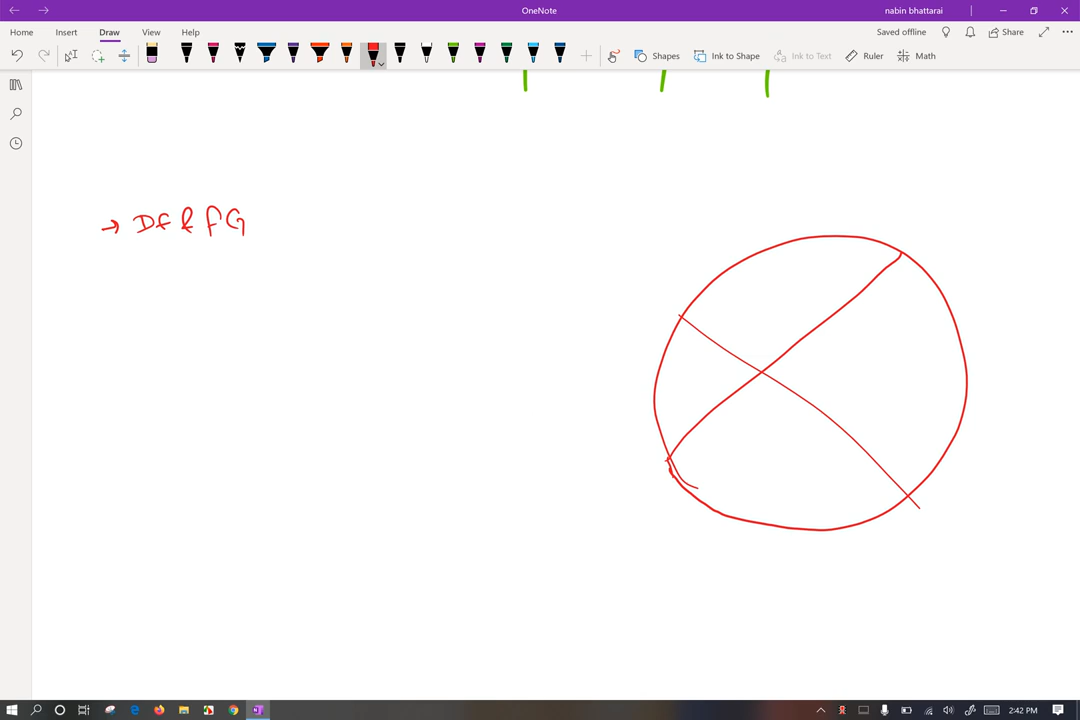 OneNote
nabin bhattarai
Home Insert Draw View Help
Saved offline
Share
Shapes
Ink to Shape
Ink to Text
Ruler
Math
→ Df & fG
2:42 PM